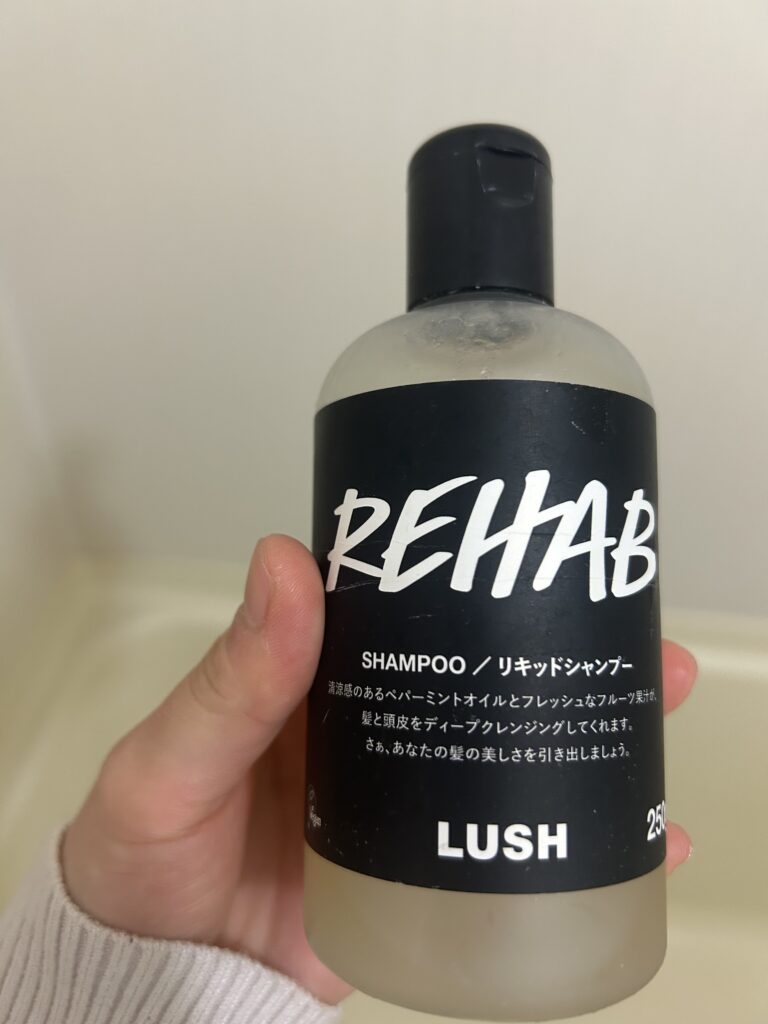 REHAB
SHAMPOO / リキッドシャンプー
清涼感のあるペパーミントオイルとフレッシュなフルーツ果汁が、
髪と頭皮をディープクレンジングしてくれます。
さぁ、あなたの髪の美しさを引き出しましょう。
Vegan
LUSH
250